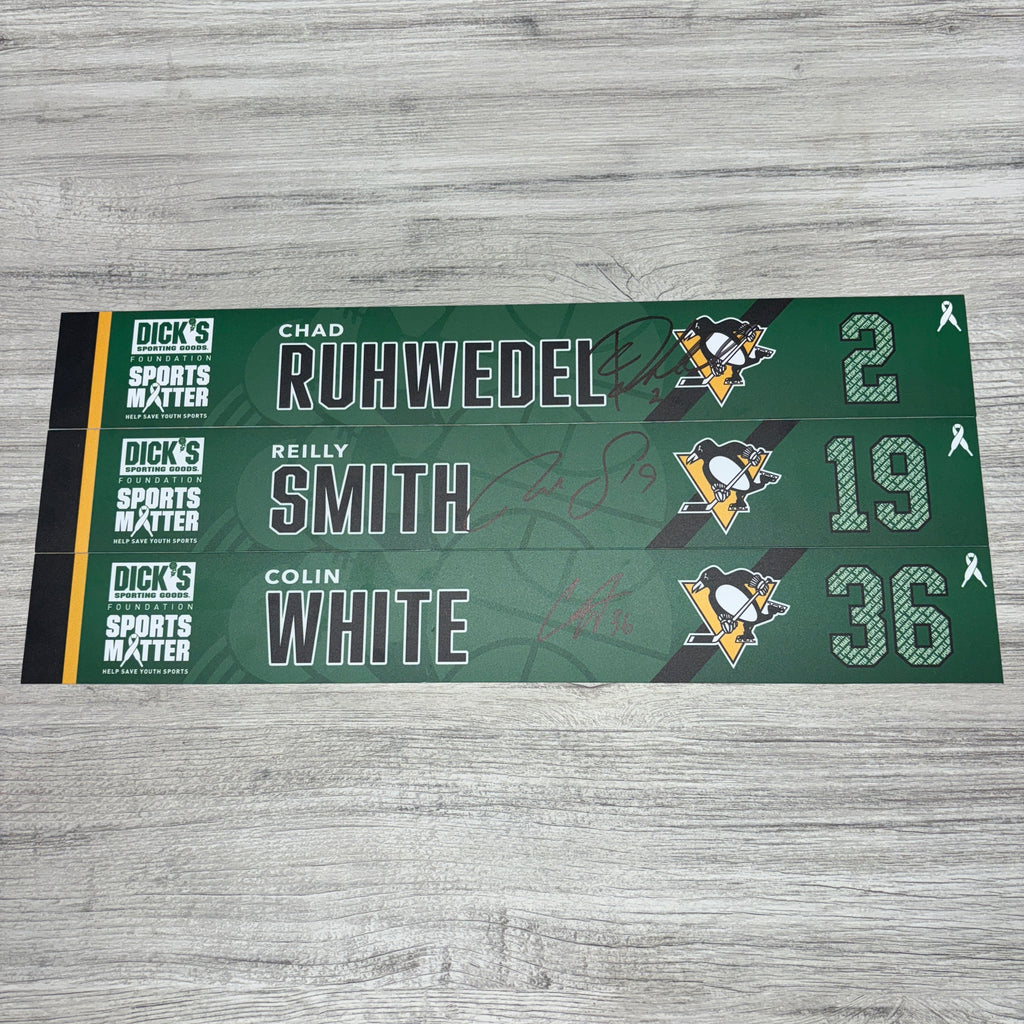 DICK'S
SPORTING GOODS.
FOUNDATION
SPORTS
MATTER
HELP SAVE YOUTH SPORTS
CHAD
RUHWEDEL
2
DICK'S
SPORTING GOODS.
FOUNDATION
SPORTS
MATTER
HELP SAVE YOUTH SPORTS
REILLY
SMITH
19
19
DICK'S
SPORTING GOODS.
FOUNDATION
SPORTS
MATTER
HELP SAVE YOUTH SPORTS
COLIN
WHITE
36
36